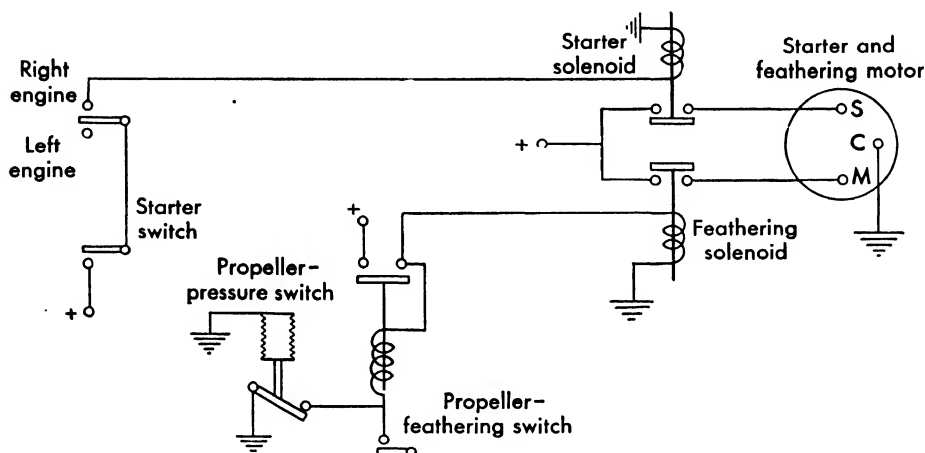 Starter
solenoid
Starter and
feathering motor
Right
engine
S
+
C
Left
engine
M
Starter
switch
+
Feathering
solenoid
Propeller-
pressure switch
+
Propeller-
feathering switch